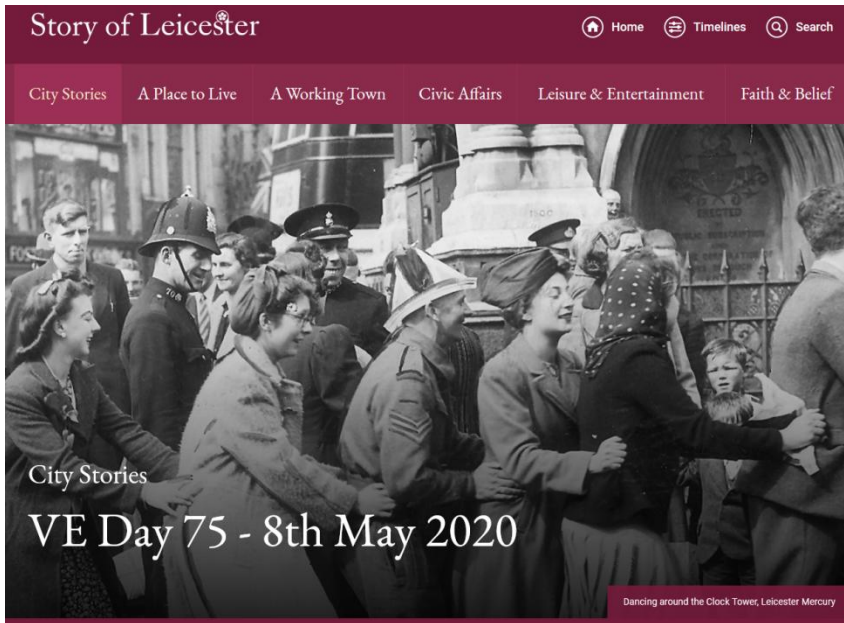 Story of Leicester
Home
Timelines
Search
City Stories
A Place to Live
A Working Town
Civic Affairs
Leisure & Entertainment
Faith & Belief
ERECTED
City Stories
VE Day 75 - 8th May 2020
Dancing around the Clock Tower, Leicester Mercury